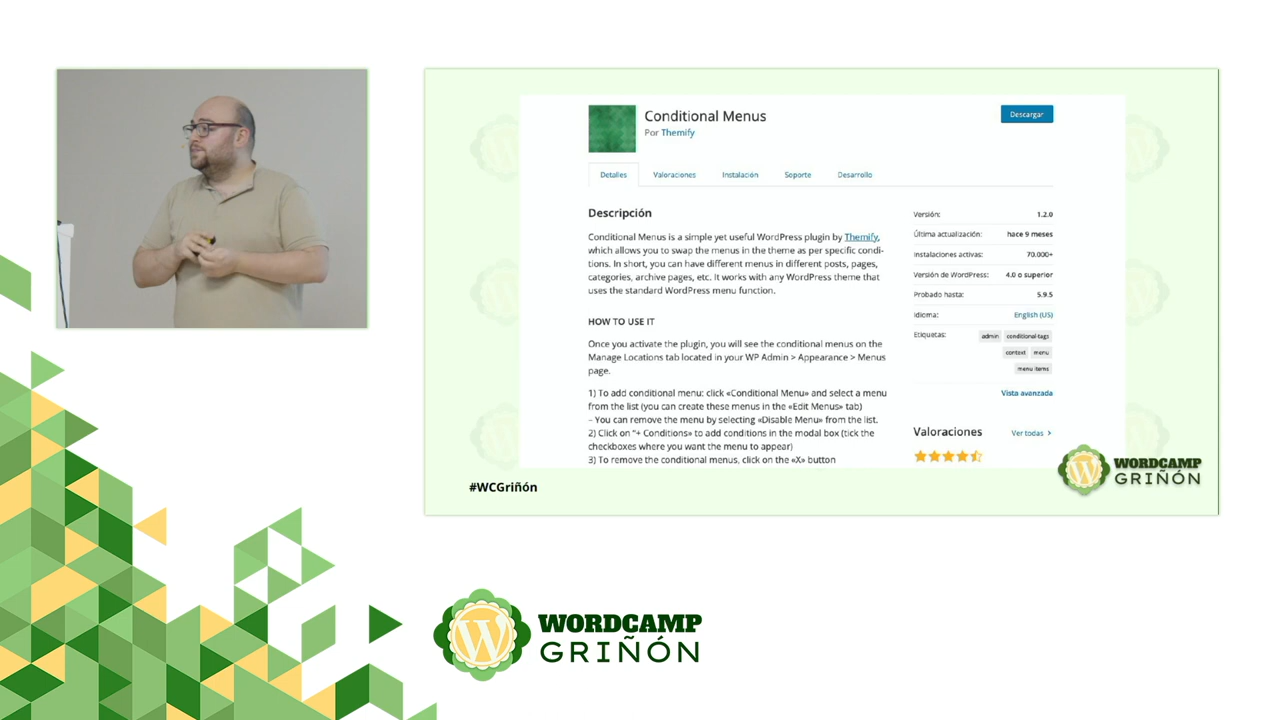 Conditional Menus
Por Themify
Descargar
Detalles
Valoraciones
Instalación
Soporte
Desarrollo
Descripción
Conditional Menus is a simple yet useful WordPress plugin by Themify,
which allows you to swap the menus in the theme as per specific condi-
tions. In short, you can have different menus in different posts, pages,
categories, archive pages, etc. It works with any WordPress theme that
uses the standard WordPress menu function.
HOW TO USE IT
Once you activate the plugin, you will see the conditional menus on the
Manage Locations tab located in your WP Admin > Appearance > Menus
page.
1) To add conditional menu: click «Conditional Menu» and select a menu
from the list (you can create these menus in the «Edit Menus» tab)
– You can remove the menu by selecting «Disable Menu» from the list.
2) Click on "+ Conditions» to add conditions in the modal box (tick the
checkboxes where you want the menu to appear)
3) To remove the conditional menus, click on the «X» button
Versión: 1.2.0
Última actualización: hace 9 meses
Instalaciones activas: 70.000+
Versión de WordPress: 4.0 o superior
Probado hasta: 5.9.5
Idioma: English (US)
Etiquetas: admin conditional-tags
context menu
menu items
Vista avanzada
Valoraciones Ver todas >
WORDCAMP
GRIÑÓN
#WCGriñón
WORDCAMP
GRIÑÓN